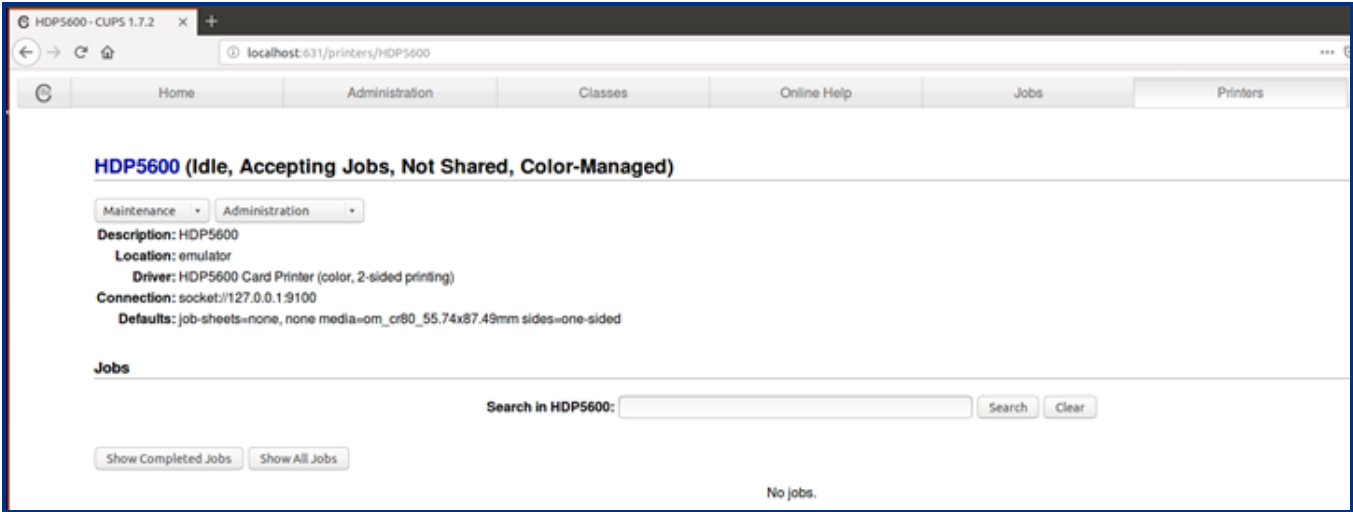 HDP5600 - CUPS 1.7.2 × +
localhost:631/printers/HDP5600 ···
Home Administration Classes Online Help Jobs Printers
HDP5600 (Idle, Accepting Jobs, Not Shared, Color-Managed)
Maintenance Administration
Description: HDP5600
Location: emulator
Driver: HDP5600 Card Printer (color, 2-sided printing)
Connection: socket://127.0.0.1:9100
Defaults: job-sheets=none, none media=om_cr80_55.74x87.49mm sides=one-sided
Jobs
Search in HDP5600: Search Clear
Show Completed Jobs Show All Jobs
No jobs.